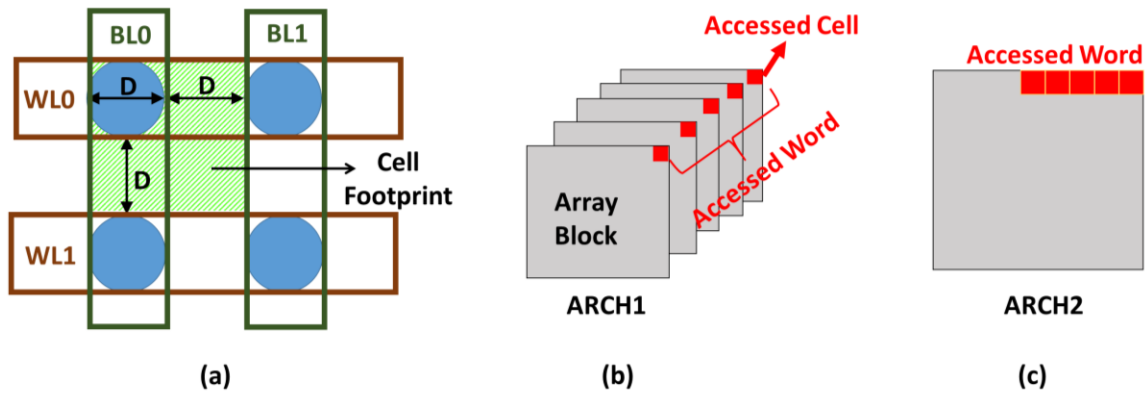 BL0
BL1
WL0
D
D
D
Cell
Footprint
WL1
(a)
Accessed Cell
Accessed Word
Array
Block
ARCH1
(b)
Accessed Word
ARCH2
(c)